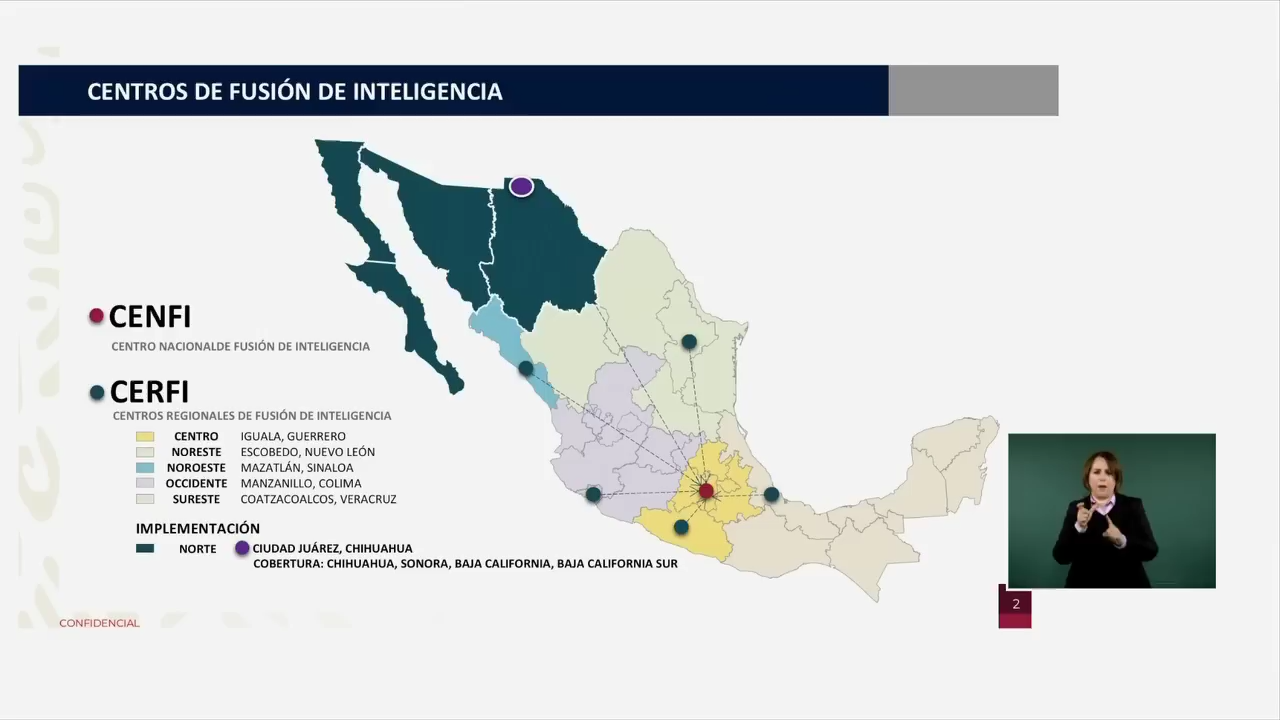 CENTROS DE FUSIÓN DE INTELIGENCIA
CENFI
CENTRO NACIONALDE FUSIÓN DE INTELIGENCIA
CERFI
CENTROS REGIONALES DE FUSIÓN DE INTELIGENCIA
CENTRO IGUALA, GUERRERO
NORESTE ESCOBEDO, NUEVO LEÓN
NOROESTE MAZATLÁN, SINALOA
OCCIDENTE MANZANILLO, COLIMA
SURESTE COATZACOALCOS, VERACRUZ
IMPLEMENTACIÓN
NORTE CIUDAD JUÁREZ, CHIHUAHUA
COBERTURA: CHIHUAHUA, SONORA, BAJA CALIFORNIA, BAJA CALIFORNIA SUR
CONFIDENCIAL
2